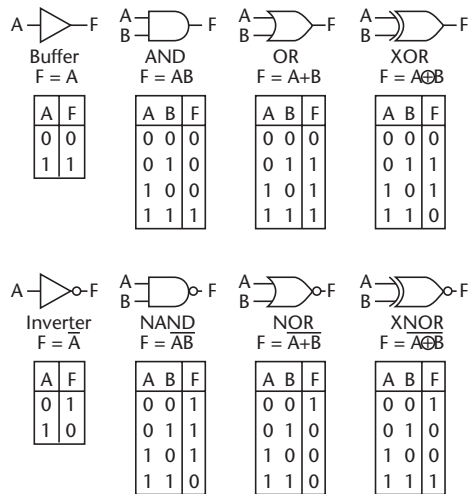 A F
Buffer
F = A
A F
0 0
1 1
A
B
F
AND
F = AB
A B F
0 0 0
0 1 0
1 0 0
1 1 1
A
B
F
OR
F = A+B
A B F
0 0 0
0 1 1
1 0 1
1 1 1
A
B
F
XOR
F = A⊕B
A B F
0 0 0
0 1 1
1 0 1
1 1 0
A F
Inverter
F = A̅
A F
0 1
1 0
A
B
F
NAND
F = A̅B̅
A B F
0 0 1
0 1 1
1 0 1
1 1 0
A
B
F
NOR
F = A̅+̅B̅
A B F
0 0 1
0 1 0
1 0 0
1 1 0
A
B
F
XNOR
F = A̅⊕̅B̅
A B F
0 0 1
0 1 0
1 0 0
1 1 1